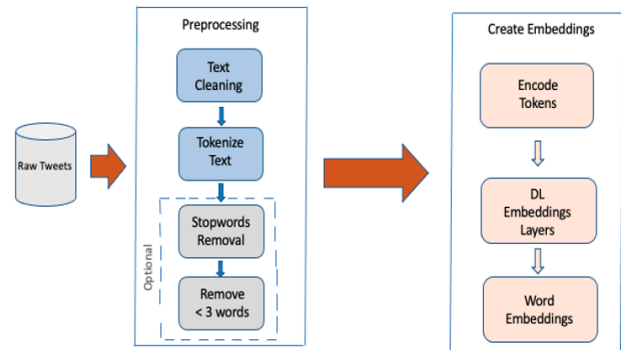 Raw Tweets
Preprocessing
Text
Cleaning
Tokenize
Text
Optional
Stopwords
Removal
Remove
< 3 words
Create Embeddings
Encode
Tokens
DL
Embeddings
Layers
Word
Embeddings